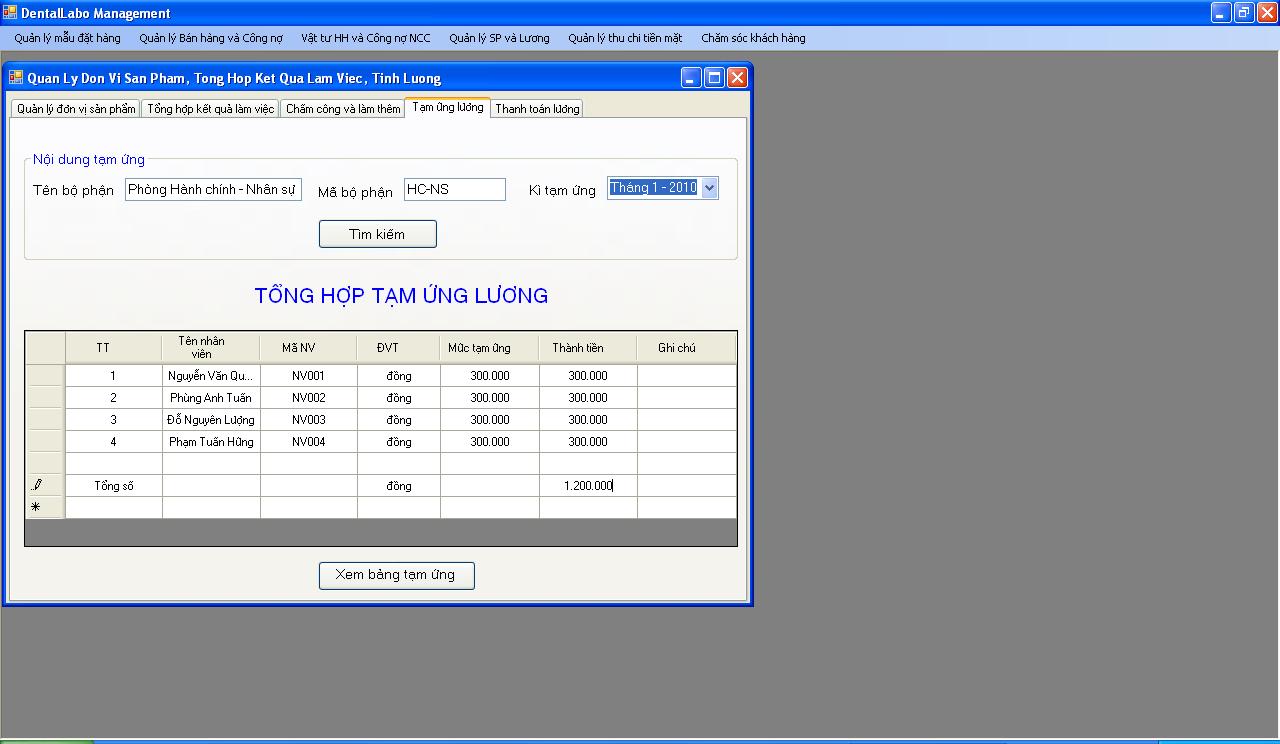 DentalLabo Management
Quản lý mẫu đặt hàng Quản lý Bán hàng và Công nợ Vật tư HH và Công nợ NCC Quản lý SP và Lương Quản lý thu chi tiền mặt Chăm sóc khách hàng
Quan Ly Don Vi San Pham, Tong Hop Ket Qua Lam Viec, Tinh Luong
Quản lý đơn vị sản phẩm Tổng hợp kết quả làm việc Chấm công và làm thêm Tạm ứng lương Thanh toán lương
Nội dung tạm ứng
Tên bộ phận Phòng Hành chính - Nhân sự Mã bộ phận HC-NS Kì tạm ứng Tháng 1 - 2010
Tìm kiếm
TỔNG HỢP TẠM ỨNG LƯƠNG
TT Tên nhân viên Mã NV ĐVT Mức tạm ứng Thành tiền Ghi chú
1 Nguyễn Văn Qu... NV001 đồng 300.000 300.000
2 Phùng Anh Tuấn NV002 đồng 300.000 300.000
3 Đỗ Nguyên Lượng NV003 đồng 300.000 300.000
4 Phạm Tuấn Hũng NV004 đồng 300.000 300.000
Tổng số đồng 1.200.000
Xem bảng tạm ứng